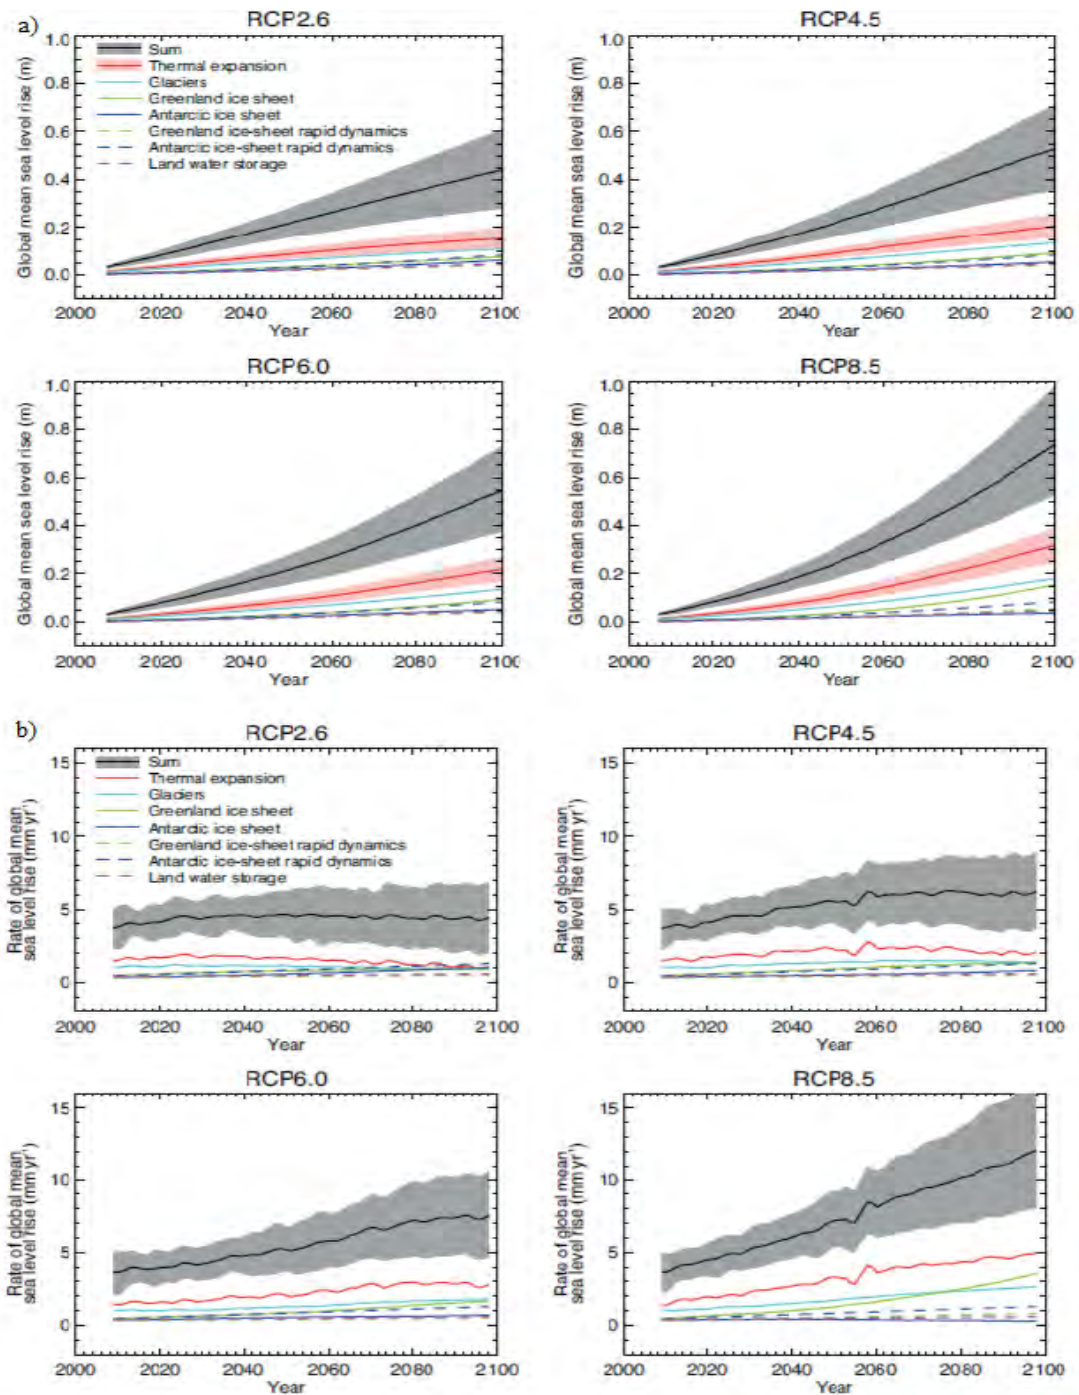 a)
RCP2.6
RCP4.5
Global mean sea level rise (m)
1.0
0.8
0.6
0.4
0.2
0.0
Sum
Thermal expansion
Glaciers
Greenland ice sheet
Antarctic ice sheet
Greenland ice-sheet rapid dynamics
Antarctic ice-sheet rapid dynamics
Land water storage
2000 2020 2040 2060 2080 2100
Year
Global mean sea level rise (m)
1.0
0.8
0.6
0.4
0.2
0.0
2000 2020 2040 2060 2080 2100
Year
RCP6.0
RCP8.5
Global mean sea level rise (m)
1.0
0.8
0.6
0.4
0.2
0.0
2000 2020 2040 2060 2080 2100
Year
Global mean sea level rise (m)
1.0
0.8
0.6
0.4
0.2
0.0
2000 2020 2040 2060 2080 2100
Year
b)
RCP2.6
RCP4.5
Rate of global mean
sea level rise (mm yr⁻¹)
15
10
5
0
Sum
Thermal expansion
Glaciers
Greenland ice sheet
Antarctic ice sheet
Greenland ice-sheet rapid dynamics
Antarctic ice-sheet rapid dynamics
Land water storage
2000 2020 2040 2060 2080 2100
Year
Rate of global mean
sea level rise (mm yr⁻¹)
15
10
5
0
2000 2020 2040 2060 2080 2100
Year
RCP6.0
RCP8.5
Rate of global mean
sea level rise (mm yr⁻¹)
15
10
5
0
2000 2020 2040 2060 2080 2100
Year
Rate of global mean
sea level rise (mm yr⁻¹)
15
10
5
0
2000 2020 2040 2060 2080 2100
Year